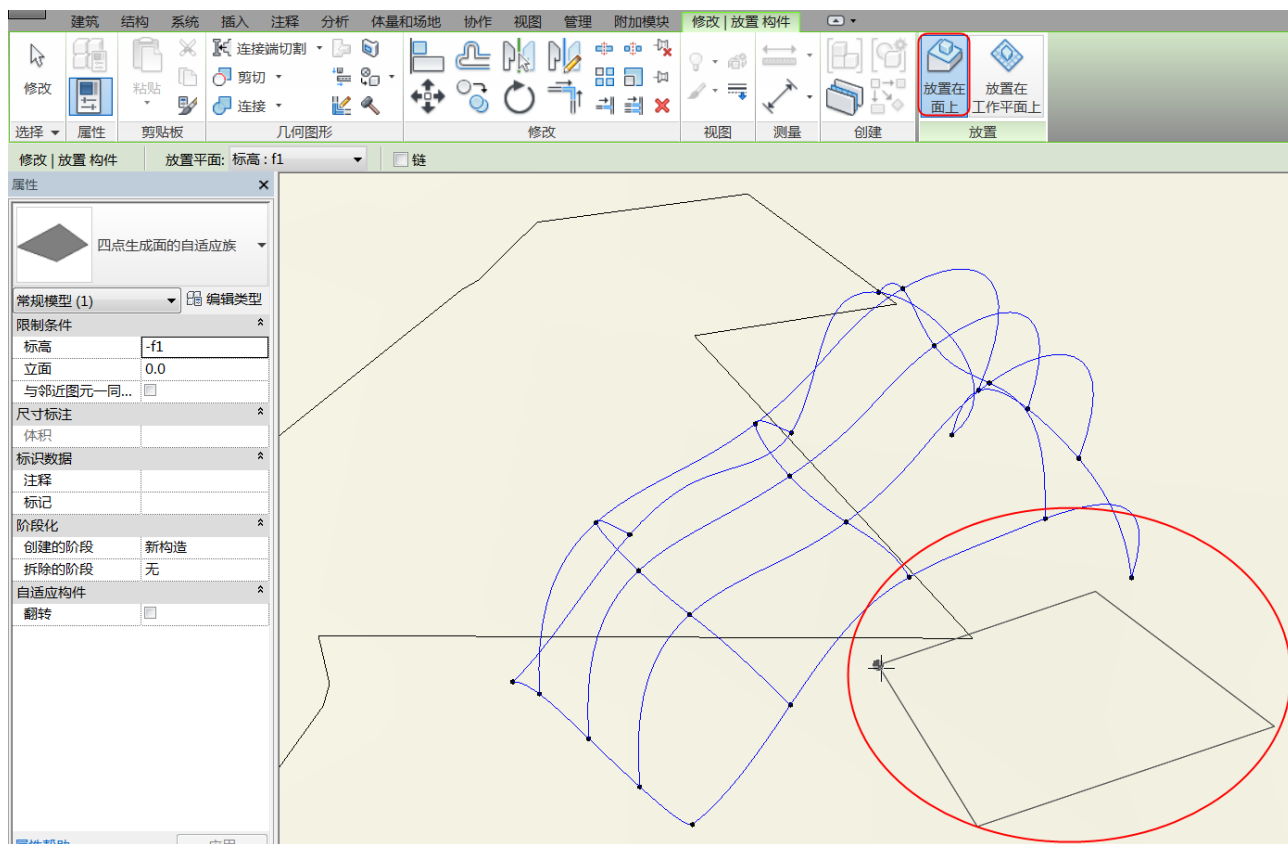 建筑 结构 系统 插入 注释 分析 体量和场地 协作 视图 管理 附加模块 修改 | 放置 构件
修改
粘贴
连接端切割
剪切
连接
放置在
面上
放置在
工作平面上
选择 属性 剪贴板 几何图形 修改 视图 测量 创建 放置
修改 | 放置 构件 放置平面: 标高 : f1 链
属性
四点生成面的自适应族
常规模型 (1) 编辑类型
限制条件
标高 -f1
立面 0.0
与邻近图元一同...
尺寸标注
体积
标识数据
注释
标记
阶段化
创建的阶段 新构造
拆除的阶段 无
自适应构件
翻转
属性帮助 应用